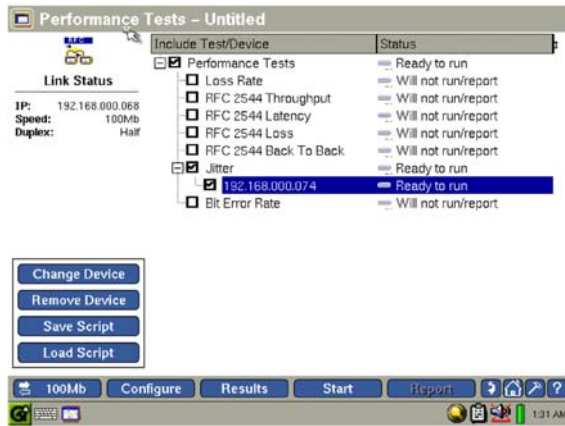 Performance Tests – Untitled
RFC
Link Status
IP: 192.168.000.068
Speed: 100Mb
Duplex: Half
Include Test/Device Status
Performance Tests Ready to run
Loss Rate Will not run/report
RFC 2544 Throughput Will not run/report
RFC 2544 Latency Will not run/report
RFC 2544 Loss Will not run/report
RFC 2544 Back To Back Will not run/report
Jitter Ready to run
192.168.000.074 Ready to run
Bit Error Rate Will not run/report
Change Device
Remove Device
Save Script
Load Script
100Mb Configure Results Start Report ?
1:31 AM